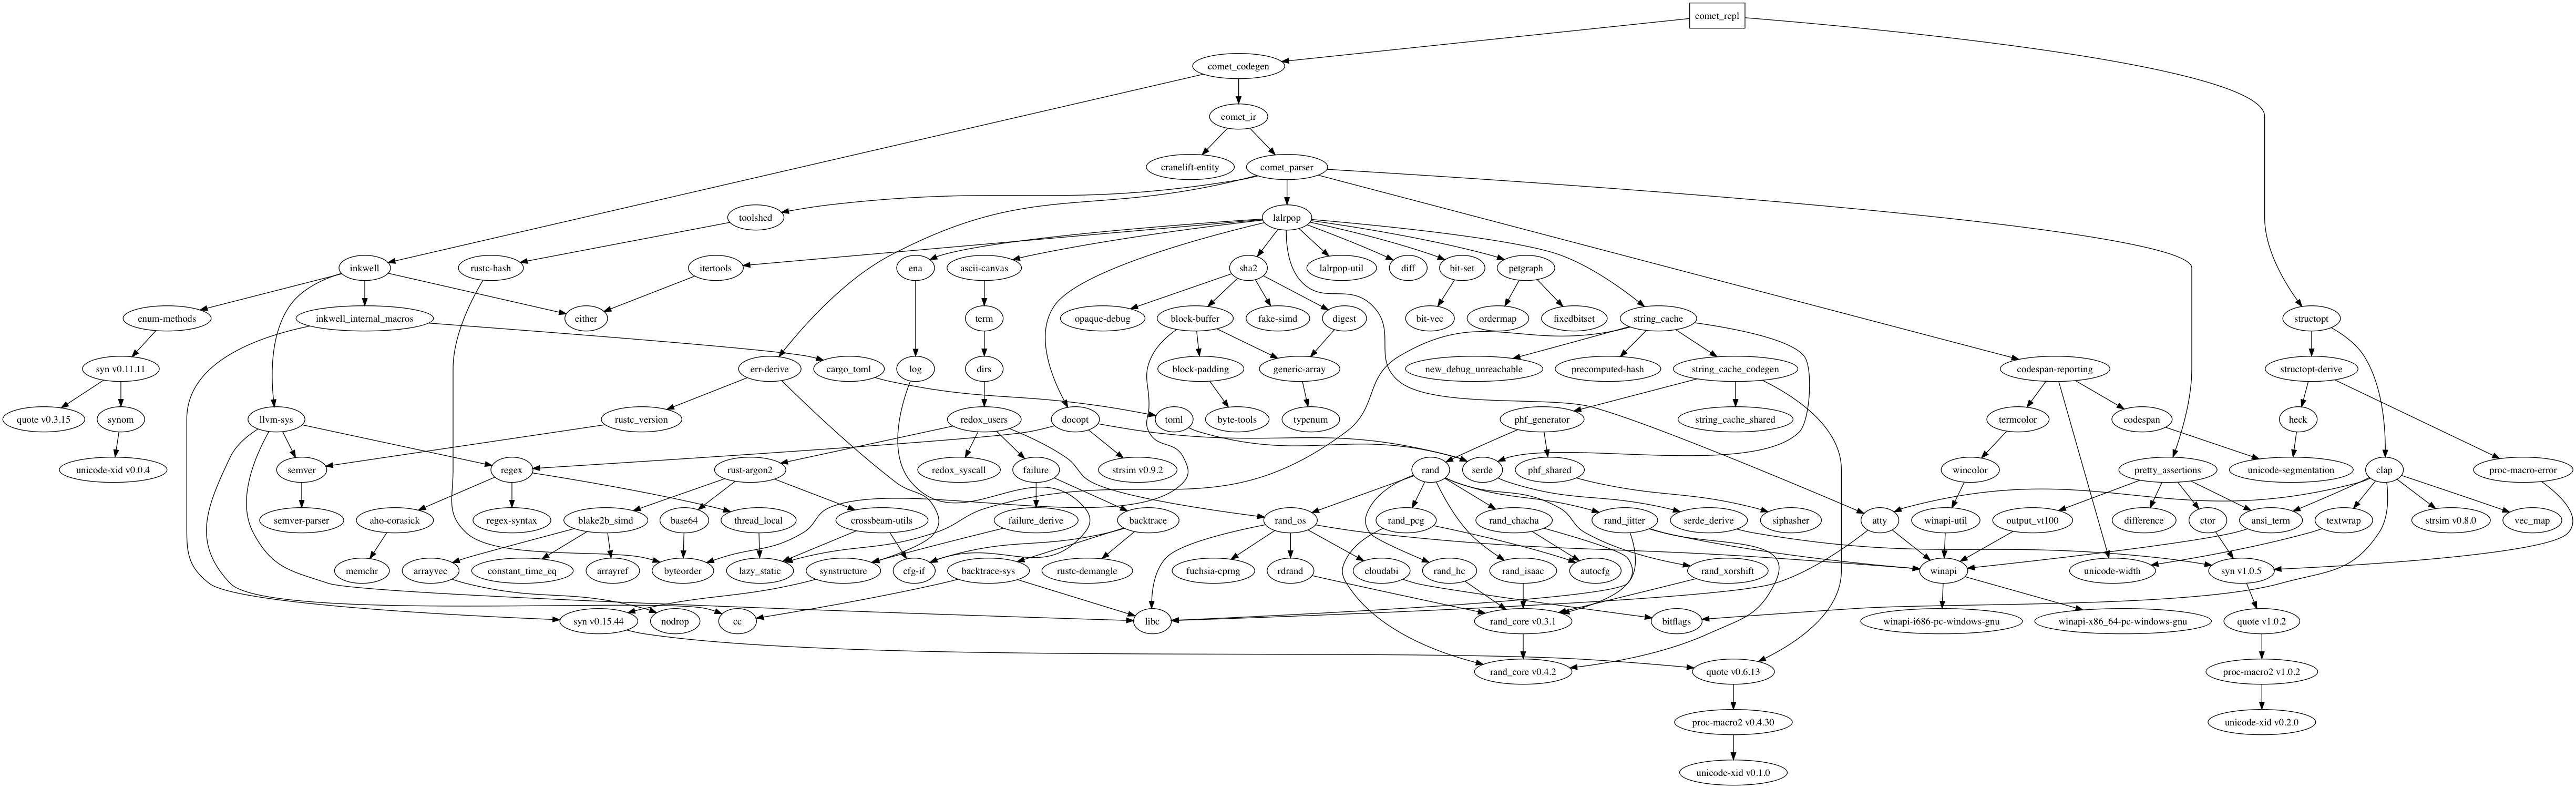 comet_repl
comet_codegen
comet_ir
cranelift-entity
comet_parser
toolshed
lalrpop
inkwell
rustc-hash
itertools
ena
ascii-canvas
sha2
lalrpop-util
diff
bit-set
petgraph
enum-methods
inkwell_internal_macros
either
term
opaque-debug
block-buffer
fake-simd
digest
bit-vec
ordermap
fixedbitset
string_cache
structopt
syn v0.11.11
err-derive
cargo_toml
log
dirs
block-padding
generic-array
new_debug_unreachable
precomputed-hash
string_cache_codegen
codespan-reporting
structopt-derive
quote v0.3.15
synom
llvm-sys
rustc_version
redox_users
docopt
toml
byte-tools
typenum
phf_generator
string_cache_shared
termcolor
codespan
heck
unicode-xid v0.0.4
semver
regex
rust-argon2
redox_syscall
failure
strsim v0.9.2
rand
serde
phf_shared
wincolor
pretty_assertions
unicode-segmentation
clap
proc-macro-error
semver-parser
aho-corasick
regex-syntax
blake2b_simd
base64
thread_local
crossbeam-utils
failure_derive
backtrace
rand_os
rand_pcg
rand_chacha
rand_jitter
serde_derive
siphasher
atty
winapi-util
output_vt100
difference
ctor
ansi_term
textwrap
strsim v0.8.0
vec_map
memchr
arrayvec
constant_time_eq
arrayref
byteorder
lazy_static
synstructure
cfg-if
backtrace-sys
rustc-demangle
fuchsia-cprng
rdrand
cloudabi
rand_hc
rand_isaac
autocfg
rand_xorshift
winapi
unicode-width
syn v1.0.5
syn v0.15.44
nodrop
cc
libc
rand_core v0.3.1
bitflags
winapi-i686-pc-windows-gnu
winapi-x86_64-pc-windows-gnu
quote v1.0.2
rand_core v0.4.2
quote v0.6.13
proc-macro2 v1.0.2
proc-macro2 v0.4.30
unicode-xid v0.2.0
unicode-xid v0.1.0